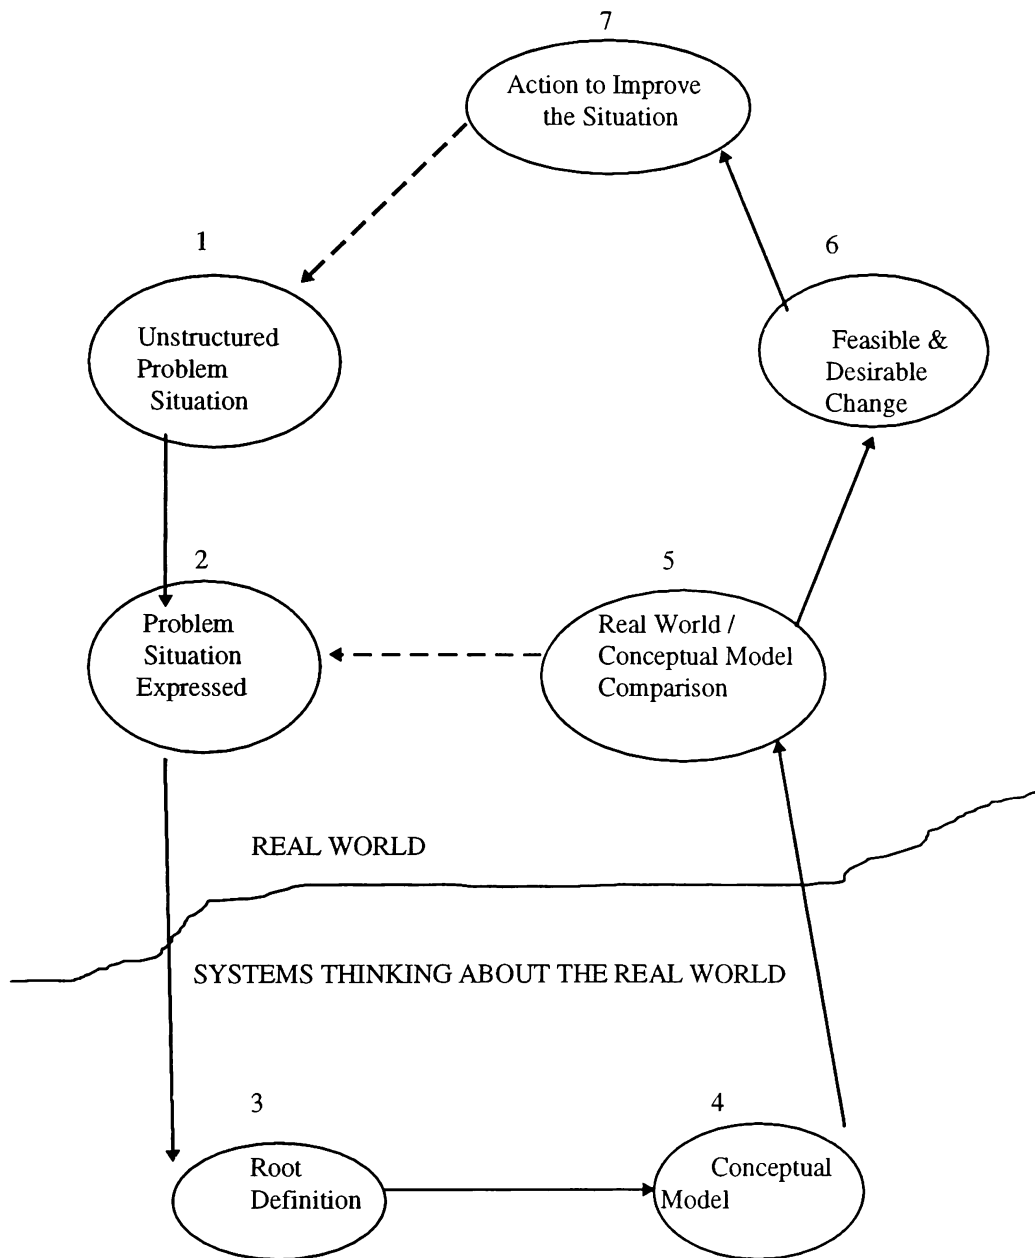 7
Action to Improve
the Situation
1
Unstructured
Problem
Situation
6
Feasible &
Desirable
Change
2
Problem
Situation
Expressed
5
Real World /
Conceptual Model
Comparison
REAL WORLD
SYSTEMS THINKING ABOUT THE REAL WORLD
3
Root
Definition
4
Conceptual
Model